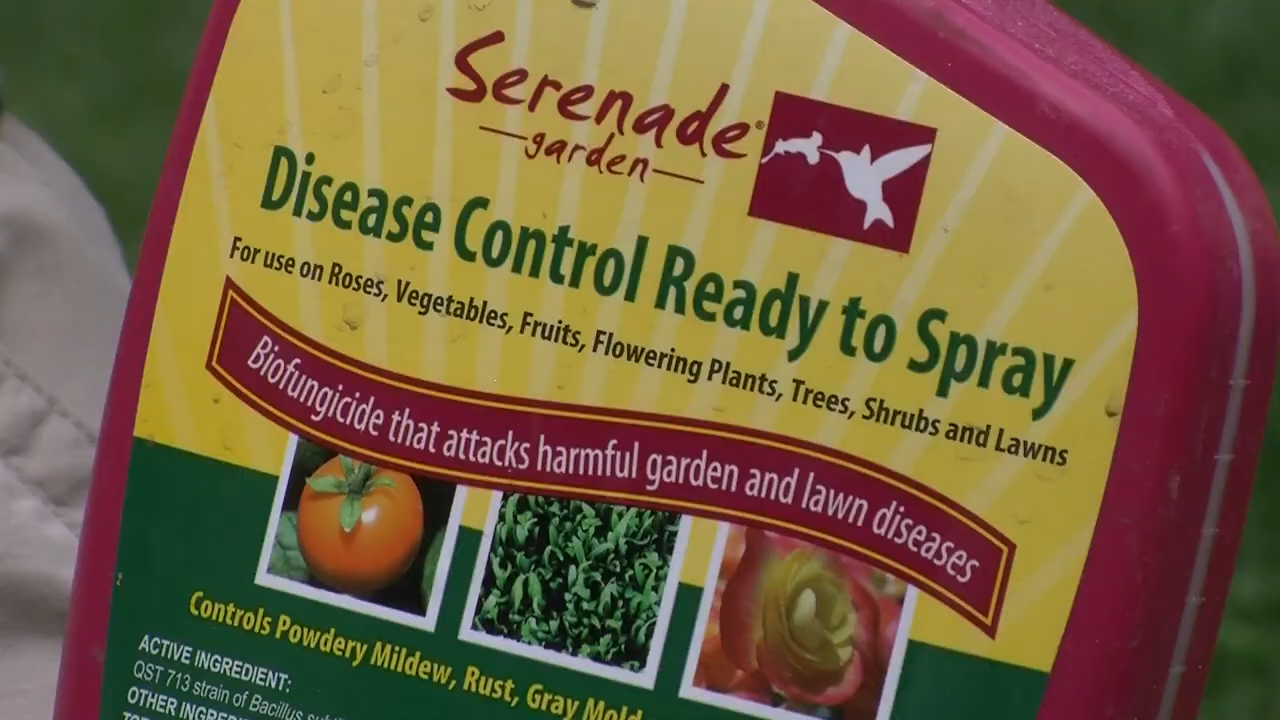 Serenade®
garden
Disease Control Ready to Spray
For use on Roses, Vegetables, Fruits, Flowering Plants, Trees, Shrubs and Lawns
Biofungicide that attacks harmful garden and lawn diseases
Controls Powdery Mildew, Rust, Gray Mold
ACTIVE INGREDIENT:
QST 713 strain of Bacillus
OTHER